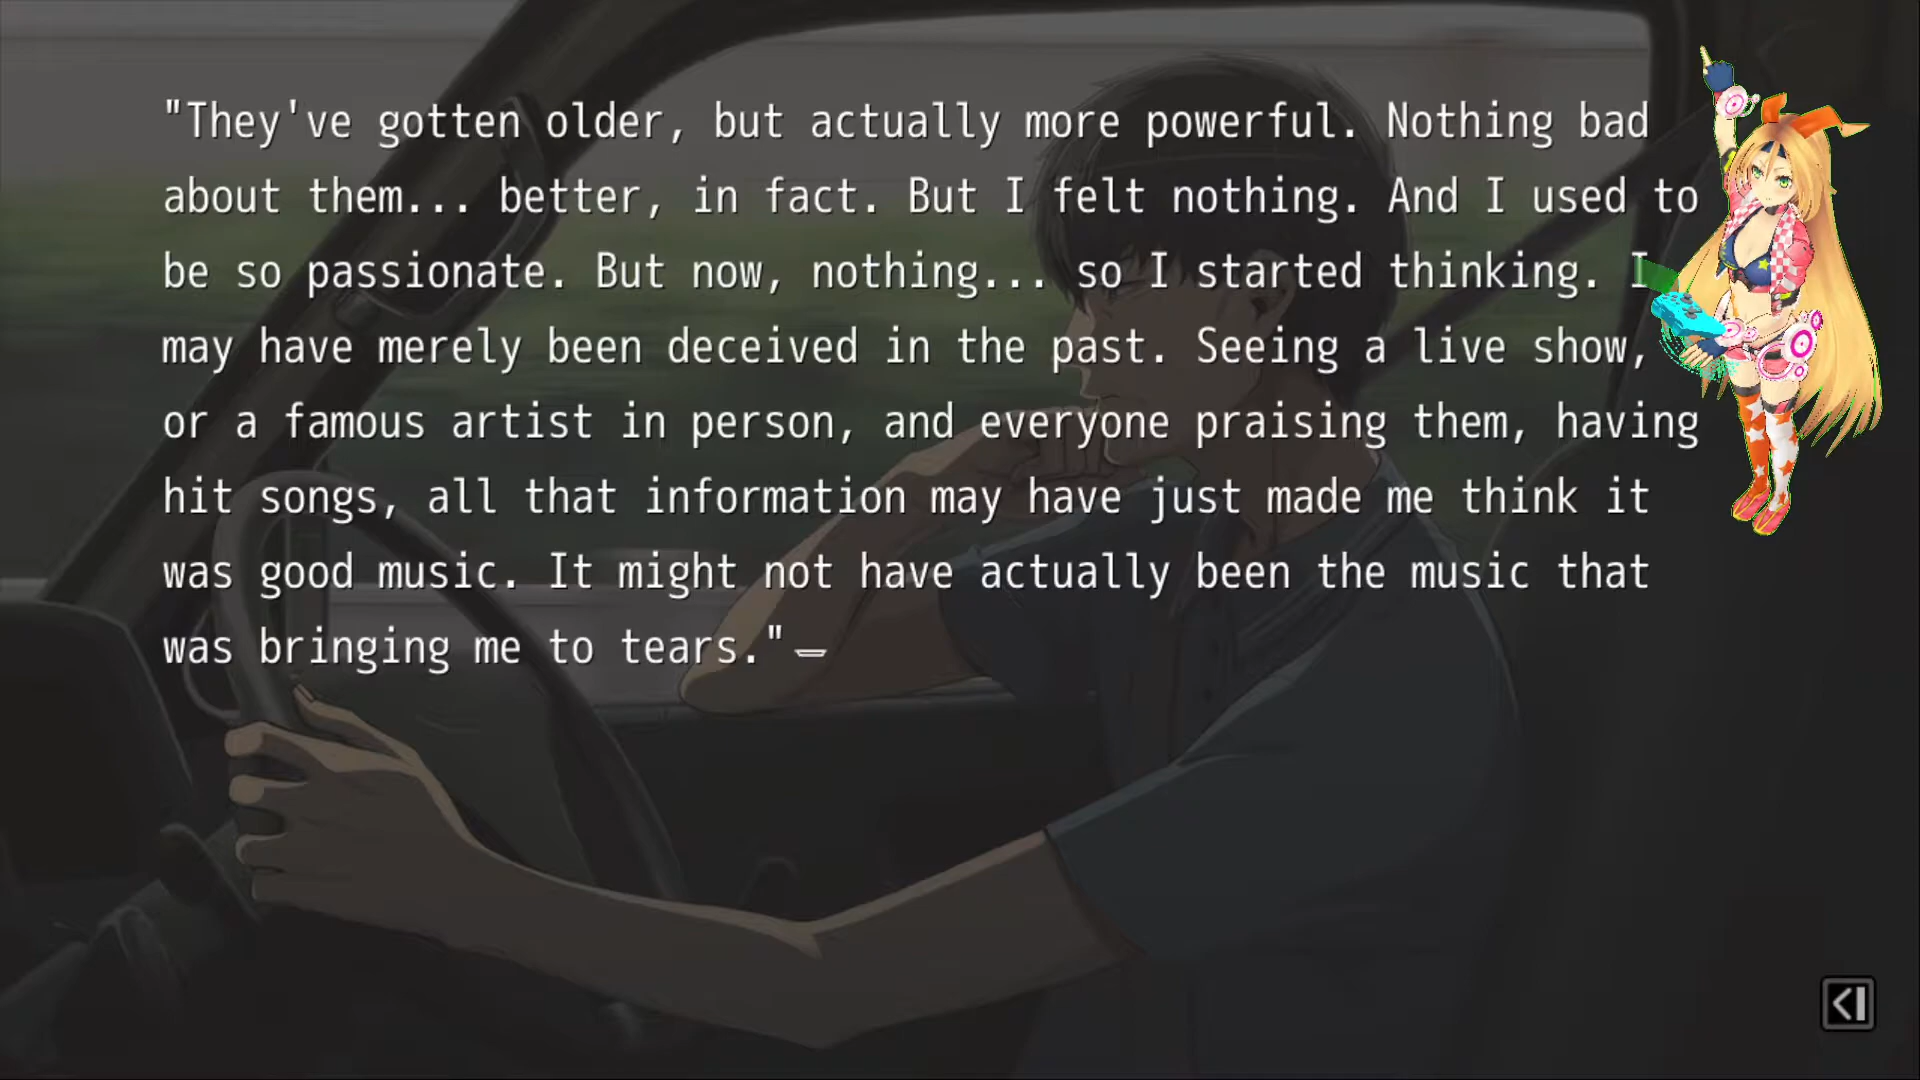 "They've gotten older, but actually more powerful. Nothing bad
about them... better, in fact. But I felt nothing. And I used to
be so passionate. But now, nothing... so I started thinking. I
may have merely been deceived in the past. Seeing a live show,
or a famous artist in person, and everyone praising them, having
hit songs, all that information may have just made me think it
was good music. It might not have actually been the music that
was bringing me to tears."